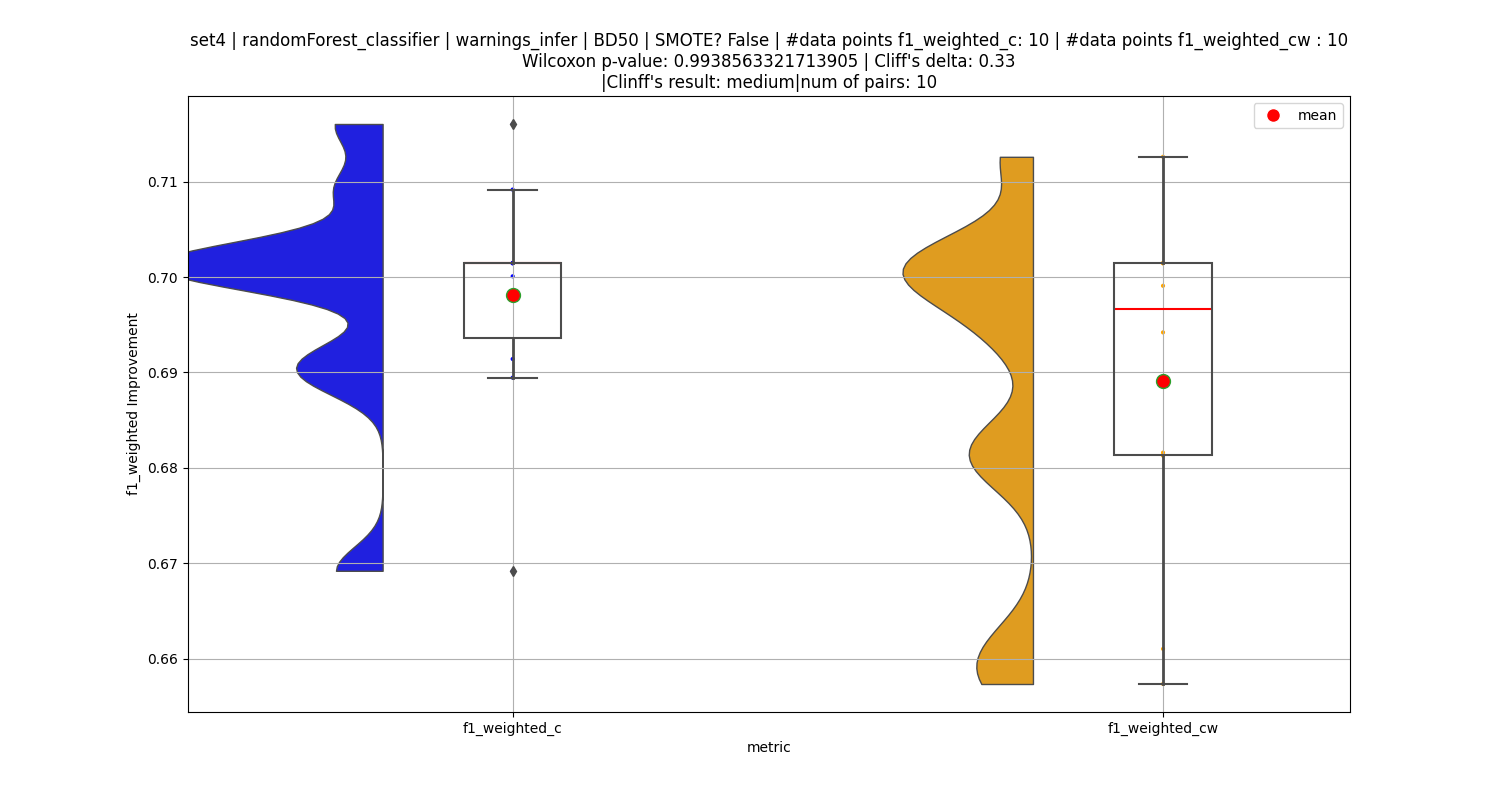 set4 | randomForest_classifier | warnings_infer | BD50 | SMOTE? False | #data points f1_weighted_c: 10 | #data points f1_weighted_cw : 10
Wilcoxon p-value: 0.9938563321713905 | Cliff's delta: 0.33
|Clinff's result: medium|num of pairs: 10
mean
0.71
0.70
0.69
0.68
0.67
0.66
f1_weighted Improvement
f1_weighted_c
f1_weighted_cw
metric